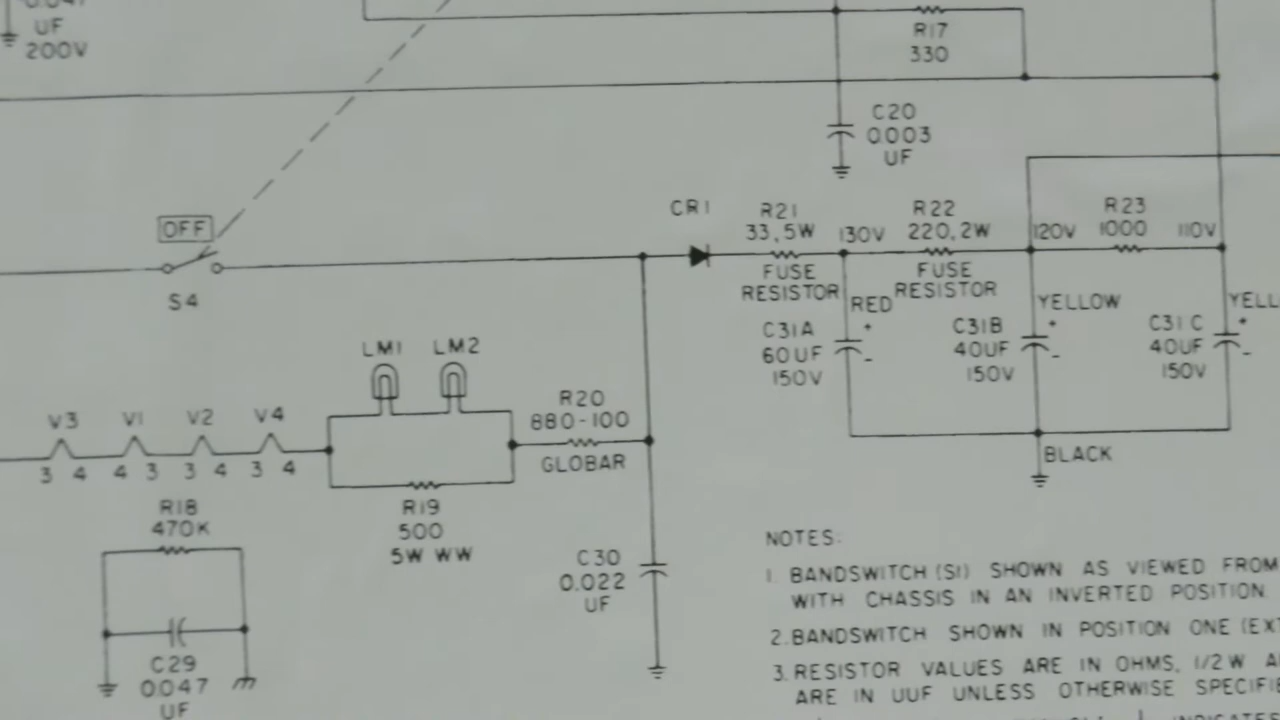 UF
200V
R17
330
C20
0.003
UF
OFF
S4
CR1
R21
33,5W
FUSE
RESISTOR
130V
R22
220,2W
FUSE
RESISTOR
120V
R23
1000
110V
RED
C31A
60UF
150V
+
-
YELLOW
C31B
40UF
150V
+
-
C31C
40UF
150V
+
-
BLACK
LM1 LM2
R20
880-100
GLOBAR
V3 V1 V2 V4
3 4 4 3 3 4 3 4
R19
500
5W WW
R18
470K
C29
0.047
UF
C30
0.022
UF
NOTES:
1. BANDSWITCH (S1) SHOWN AS VIEWED FROM
WITH CHASSIS IN AN INVERTED POSITION.
2. BANDSWITCH SHOWN IN POSITION ONE
3. RESISTOR VALUES ARE IN OHMS, 1/2 W
ARE IN UUF UNLESS OTHERWISE